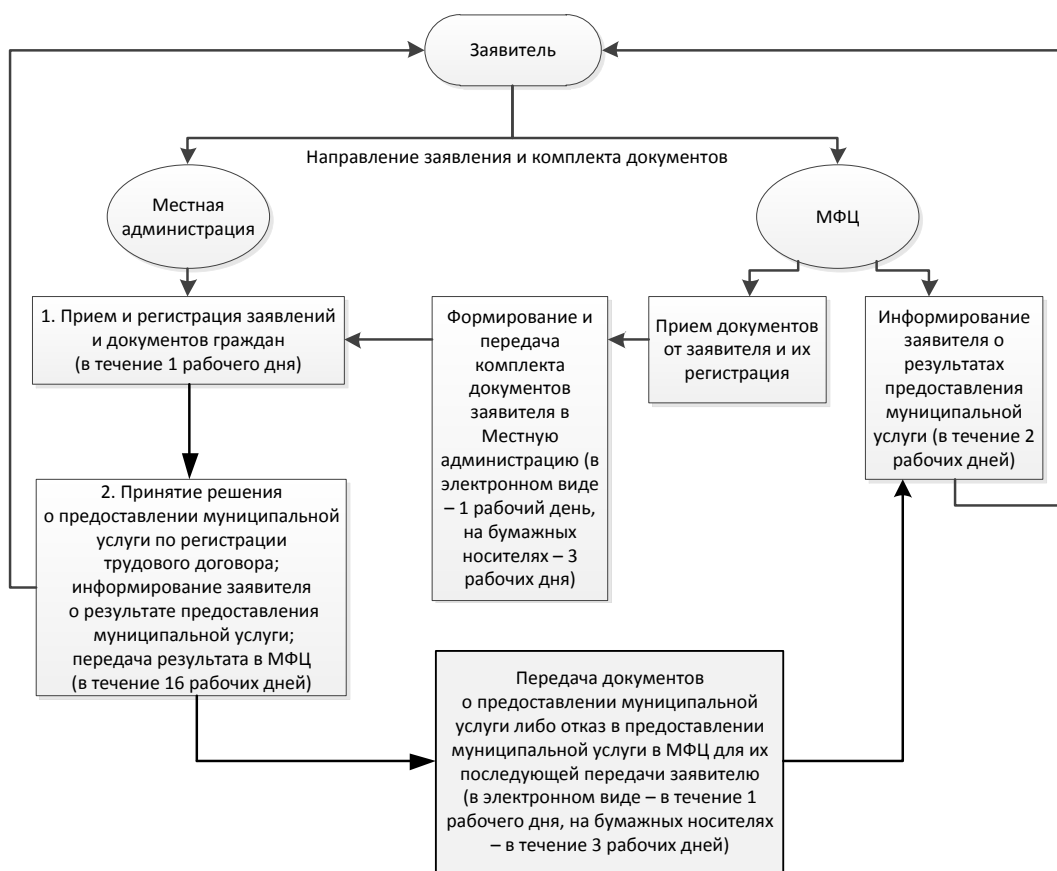 Заявитель
Направление заявления и комплекта документов
Местная
администрация
МФЦ
1. Прием и регистрация заявлений
и документов граждан
(в течение 1 рабочего дня)
Формирование и
передача
комплекта
документов
заявителя в
Местную
администрацию (в
электронном виде
– 1 рабочий день,
на бумажных
носителях – 3
рабочих дня)
Прием документов
от заявителя и их
регистрация
Информирование
заявителя о
результатах
предоставления
муниципальной
услуги (в течение 2
рабочих дней)
2. Принятие решения
о предоставлении муниципальной
услуги по регистрации
трудового договора;
информирование заявителя
о результате предоставления
муниципальной услуги;
передача результата в МФЦ
(в течение 16 рабочих дней)
Передача документов
о предоставлении муниципальной
услуги либо отказ в предоставлении
муниципальной услуги в МФЦ для их
последующей передачи заявителю
(в электронном виде – в течение 1
рабочего дня, на бумажных носителях
– в течение 3 рабочих дней)